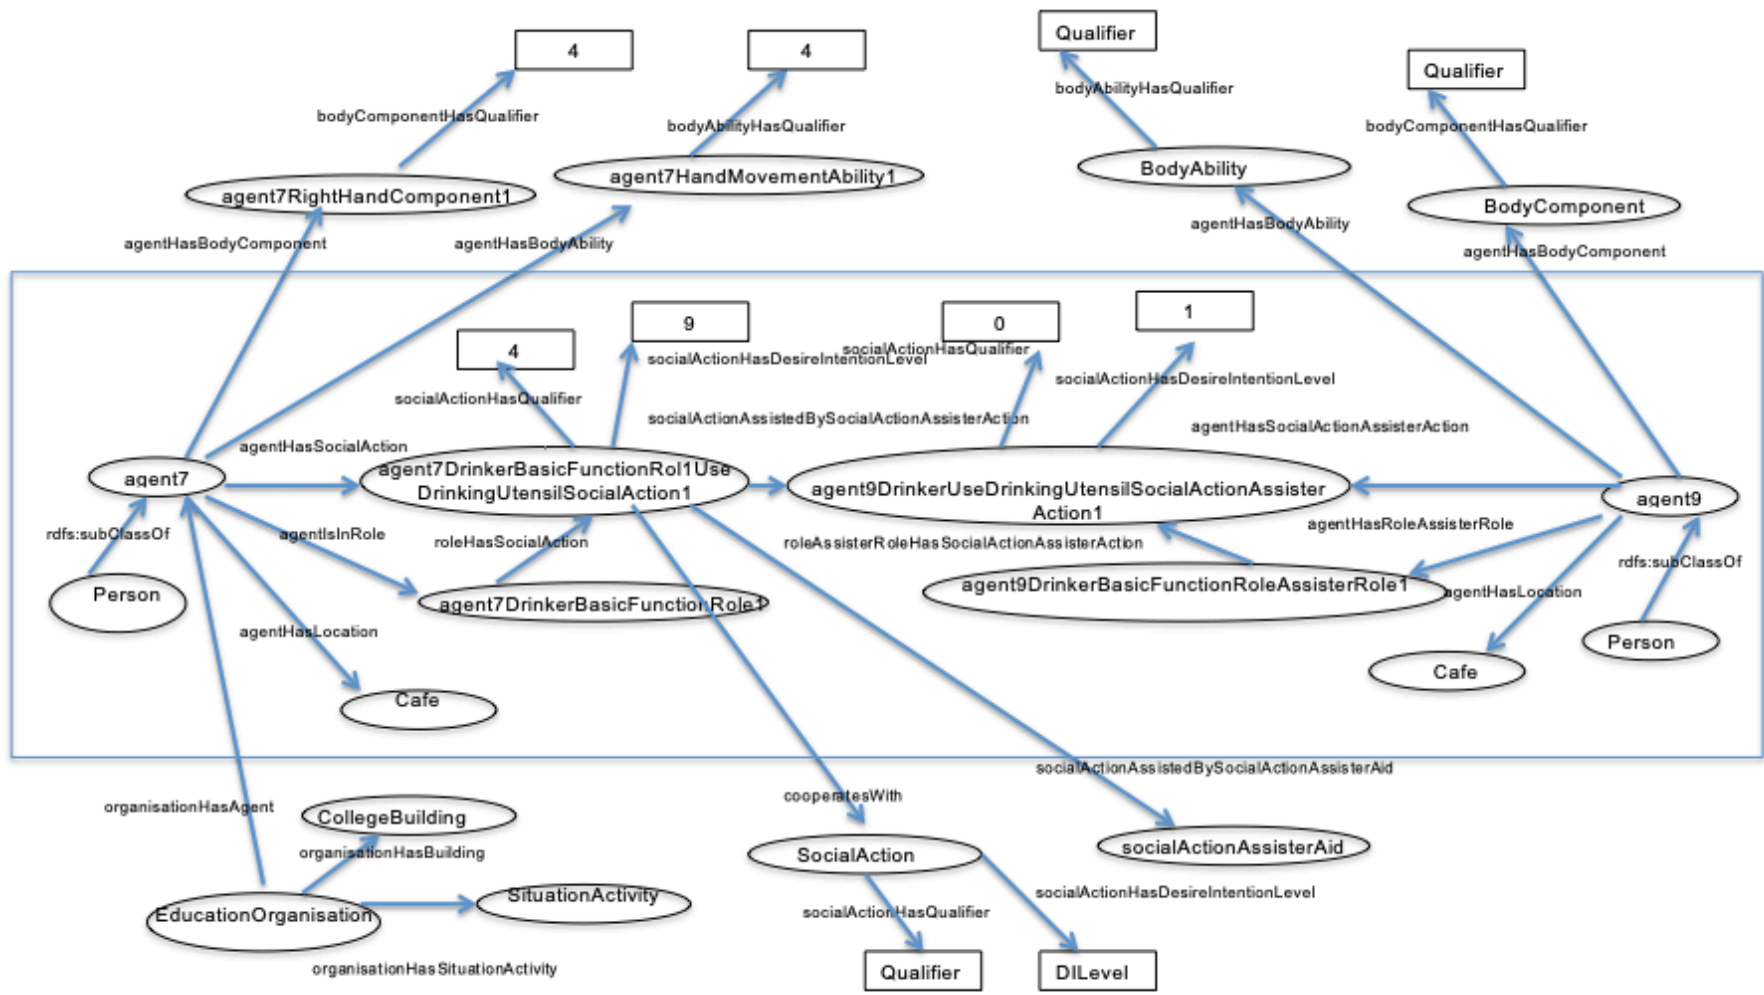 Qualifier
4
4
Qualifier
bodyAbilityHasQualifier
bodyComponentHasQualifier
bodyAbilityHasQualifier
bodyComponentHasQualifier
BodyAbility
agent7HandMovementAbility1
agent7RightHandComponent1
BodyComponent
agentHasBodyAbility
agentHasBodyComponent
agentHasBodyAbility
agentHasBodyComponent
9
0
1
4
socialActionHasQualifier
socialActionHasDesireIntentionLevel
socialActionHasDesireIntentionLevel
socialActionHasQualifier
socialActionAssistedBySocialActionAssisterAction
agentHasSocialActionAssisterAction
agentHasSocialAction
agent7DrinkerBasicFunctionRol1Use
DrinkingUtensilSocialAction1
agent7
agent9DrinkerUseDrinkingUtensilSocialActionAssister
Action1
agent9
rdfs:subClassOf
agentIsInRole
roleHasSocialAction
roleAssisterRoleHasSocialActionAssisterAction
agentHasRoleAssisterRole
rdfs:subClassOf
Person
agent7DrinkerBasicFunctionRole1
agent9DrinkerBasicFunctionRoleAssisterRole1
agentHasLocation
agentHasLocation
Person
Cafe
Cafe
socialActionAssistedBySocialActionAssisterAid
cooperatesWith
organisationHasAgent
CollegeBuilding
organisationHasBuilding
SocialAction
socialActionAssisterAid
SituationActivity
EducationOrganisation
socialActionHasDesireIntentionLevel
socialActionHasQualifier
organisationHasSituationActivity
Qualifier
DILevel